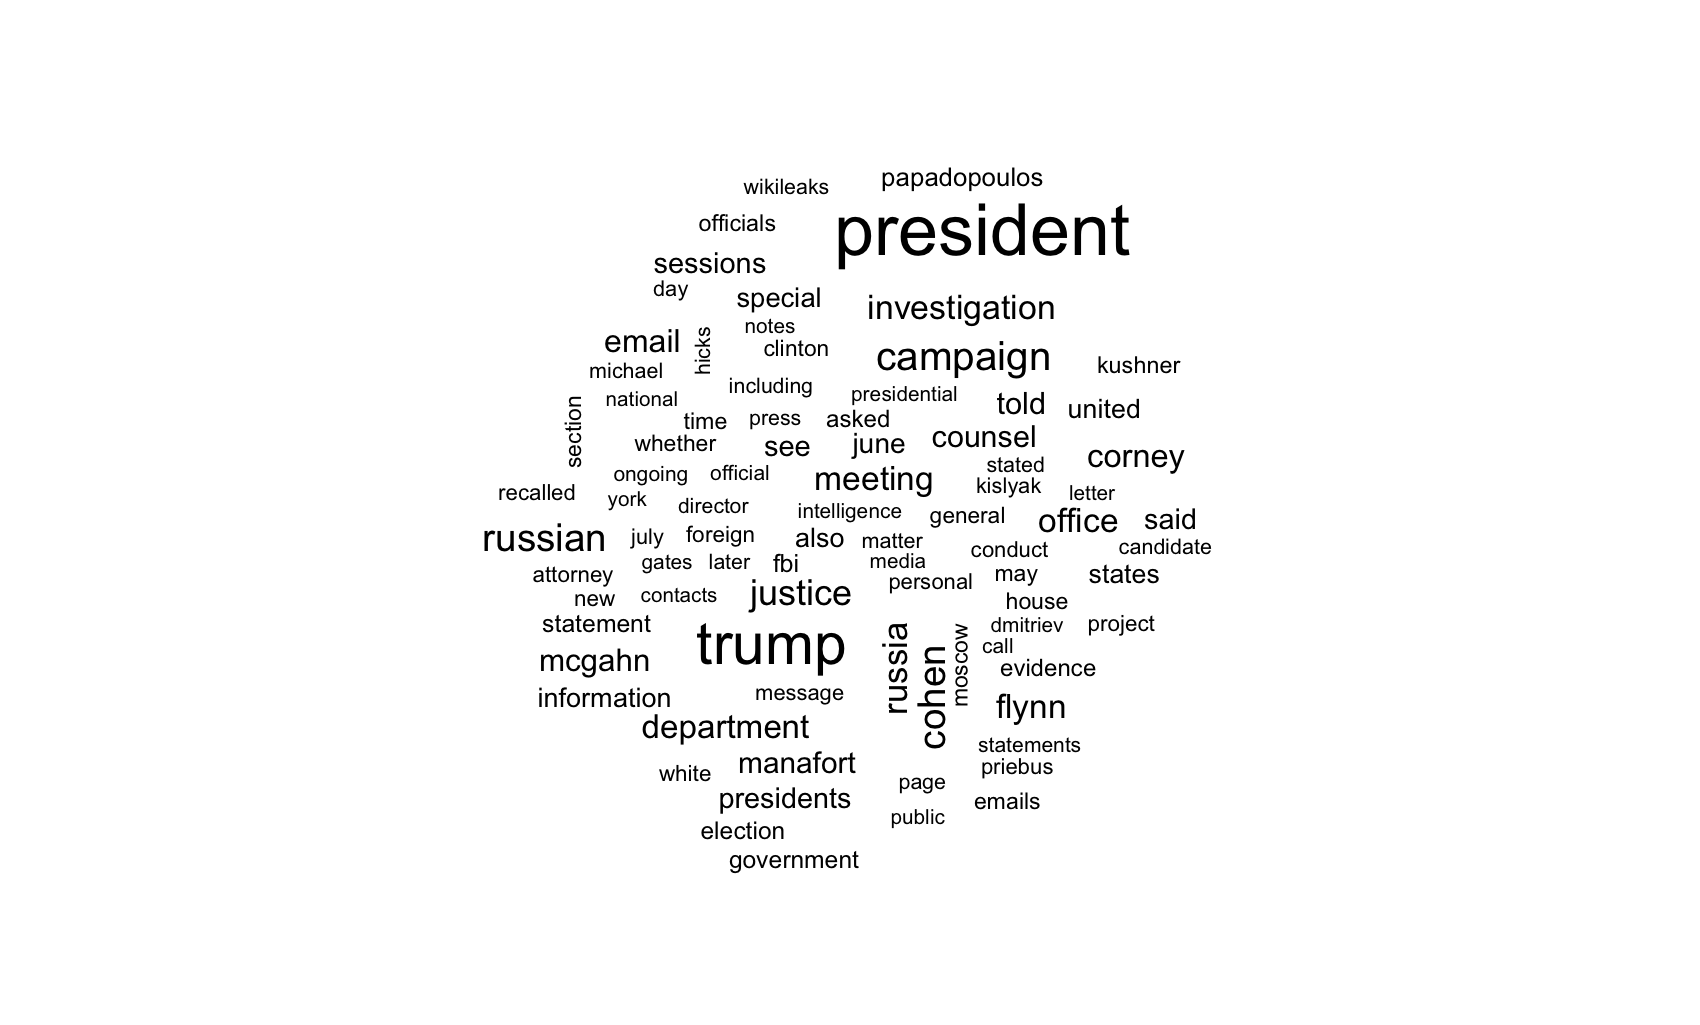 wikileaks
papadopoulos
officials
president
sessions
day
special
investigation
email
hicks
notes
clinton
campaign
kushner
michael
including
presidential
national
section
time
press
asked
told
united
whether
see
june
counsel
corney
ongoing
official
meeting
stated
kislyak
letter
recalled
york
director
intelligence
general
office
said
russian
july
foreign
also
matter
conduct
candidate
gates
later
fbi
media
attorney
personal
may
states
new
contacts
justice
house
statement
trump
russia
cohen
moscow
dmitriev
project
call
mcgahn
evidence
information
message
flynn
department
statements
white
manafort
priebus
presidents
page
emails
election
public
government